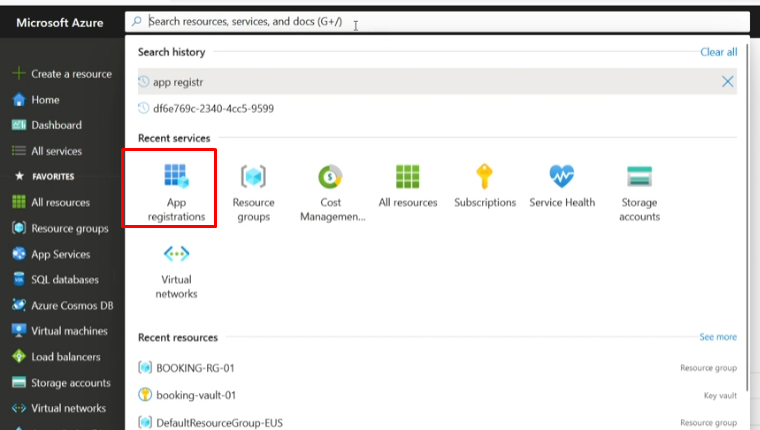 Microsoft Azure
Search resources, services, and docs (G+/)
Create a resource
Home
Dashboard
All services
FAVORITES
All resources
Resource groups
App Services
SQL databases
Azure Cosmos DB
Virtual machines
Load balancers
Storage accounts
Virtual networks
Search history
Clear all
app registr
df6e769c-2340-4cc5-9599
Recent services
App
registrations
Resource
groups
Cost
Managemen...
All resources
Subscriptions
Service Health
Storage
accounts
Virtual
networks
Recent resources
See more
BOOKING-RG-01
Resource group
booking-vault-01
Key vault
DefaultResourceGroup-EUS
Resource group